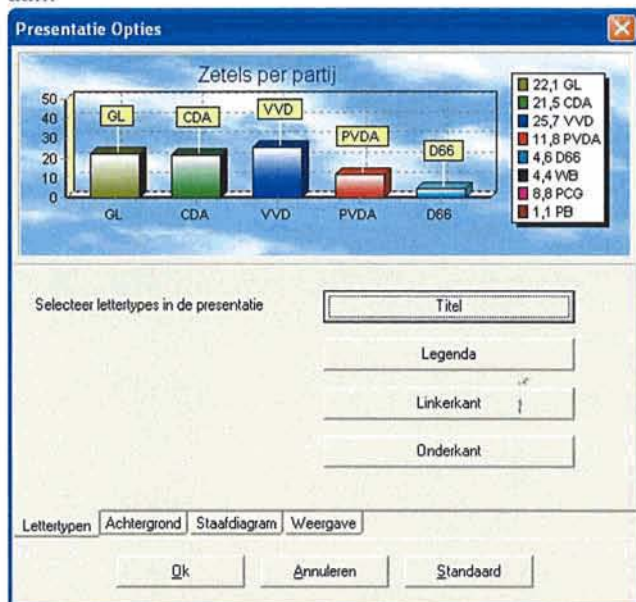 Presentatie Opties
Zetels per partij
50
40
30
20
10
0
GL
CDA
VVD
PVDA
D66
GL
CDA
VVD
PVDA
D66
22,1 GL
21,5 CDA
25,7 VVD
11,8 PVDA
4,6 D66
4,4 WB
8,8 PCG
1,1 PB
Selecteer lettertypes in de presentatie
Titel
Legenda
Linkerkant
Onderkant
Lettertypen Achtergrond Staafdiagram Weergave
Ok Annuleren Standaard